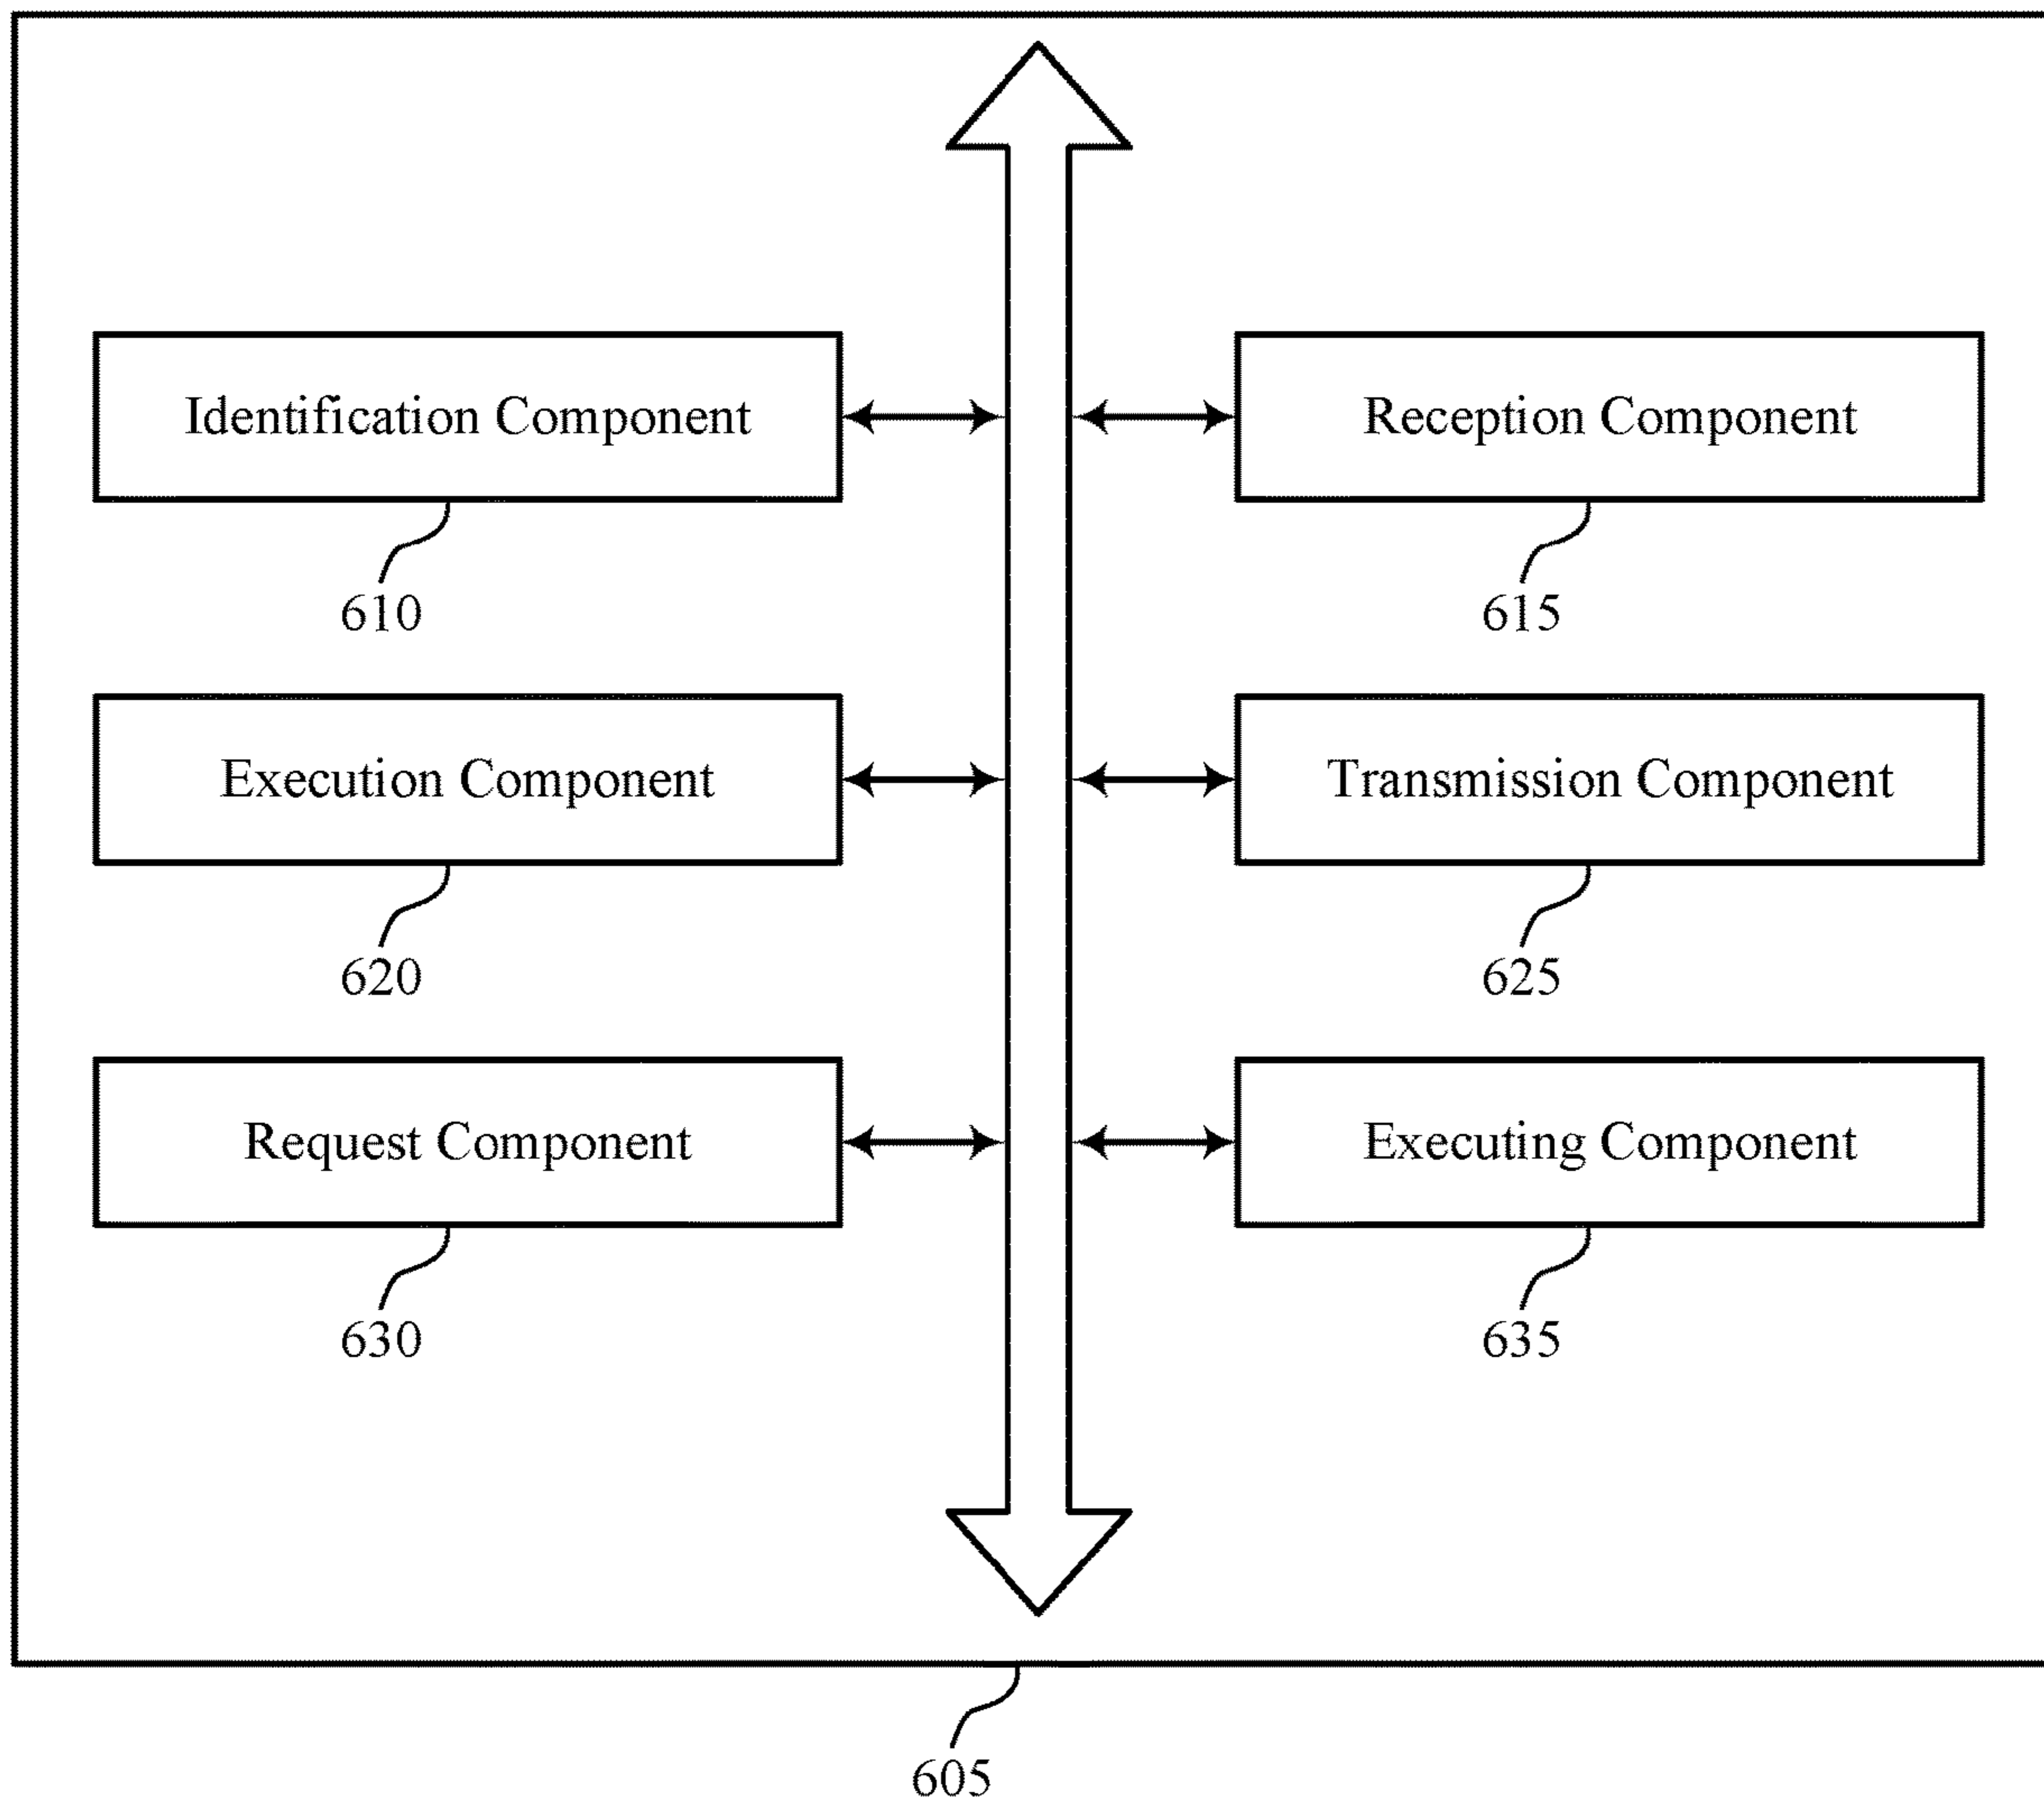 Identification Component
Reception Component
610
615
Execution Component
Transmission Component
620
625
Request Component
Executing Component
630
635
605